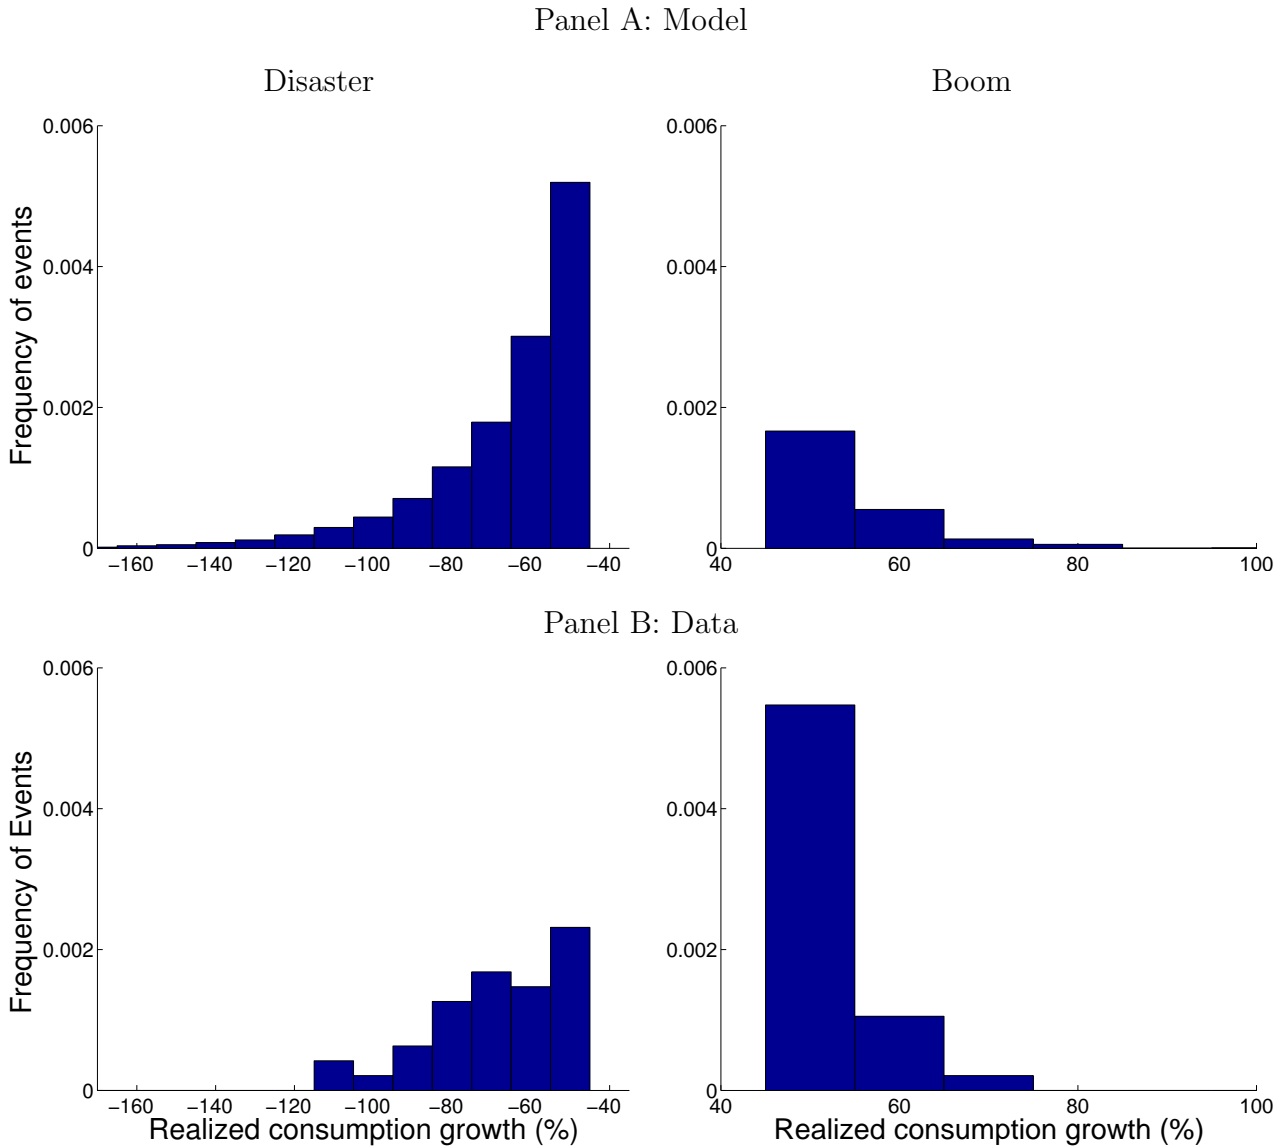 Panel A: Model
Disaster
Boom
Frequency of events
0.006
0.004
0.002
0
−160 −140 −120 −100 −80 −60 −40
0.006
0.004
0.002
0
40 60 80 100
Panel B: Data
Frequency of Events
0.006
0.004
0.002
0
−160 −140 −120 −100 −80 −60 −40
Realized consumption growth (%)
0.006
0.004
0.002
0
40 60 80 100
Realized consumption growth (%)